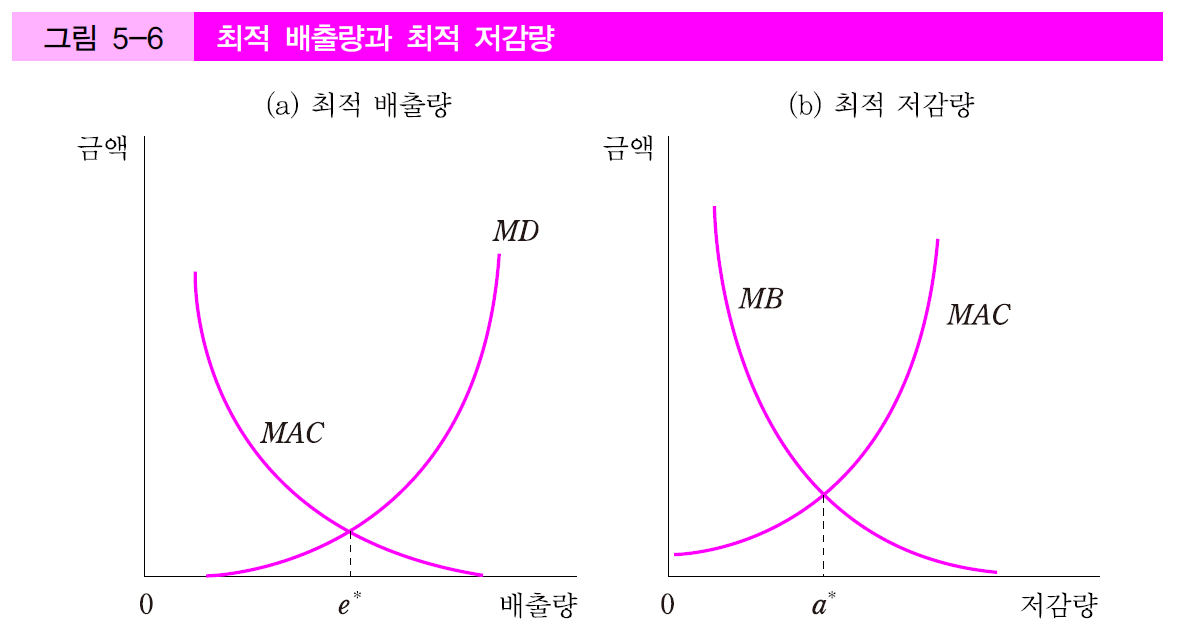 그림 5-6 최적 배출량과 최적 저감량
(a) 최적 배출량
금액
MD
MAC
0
e*
배출량
(b) 최적 저감량
금액
MB
MAC
0
a*
저감량